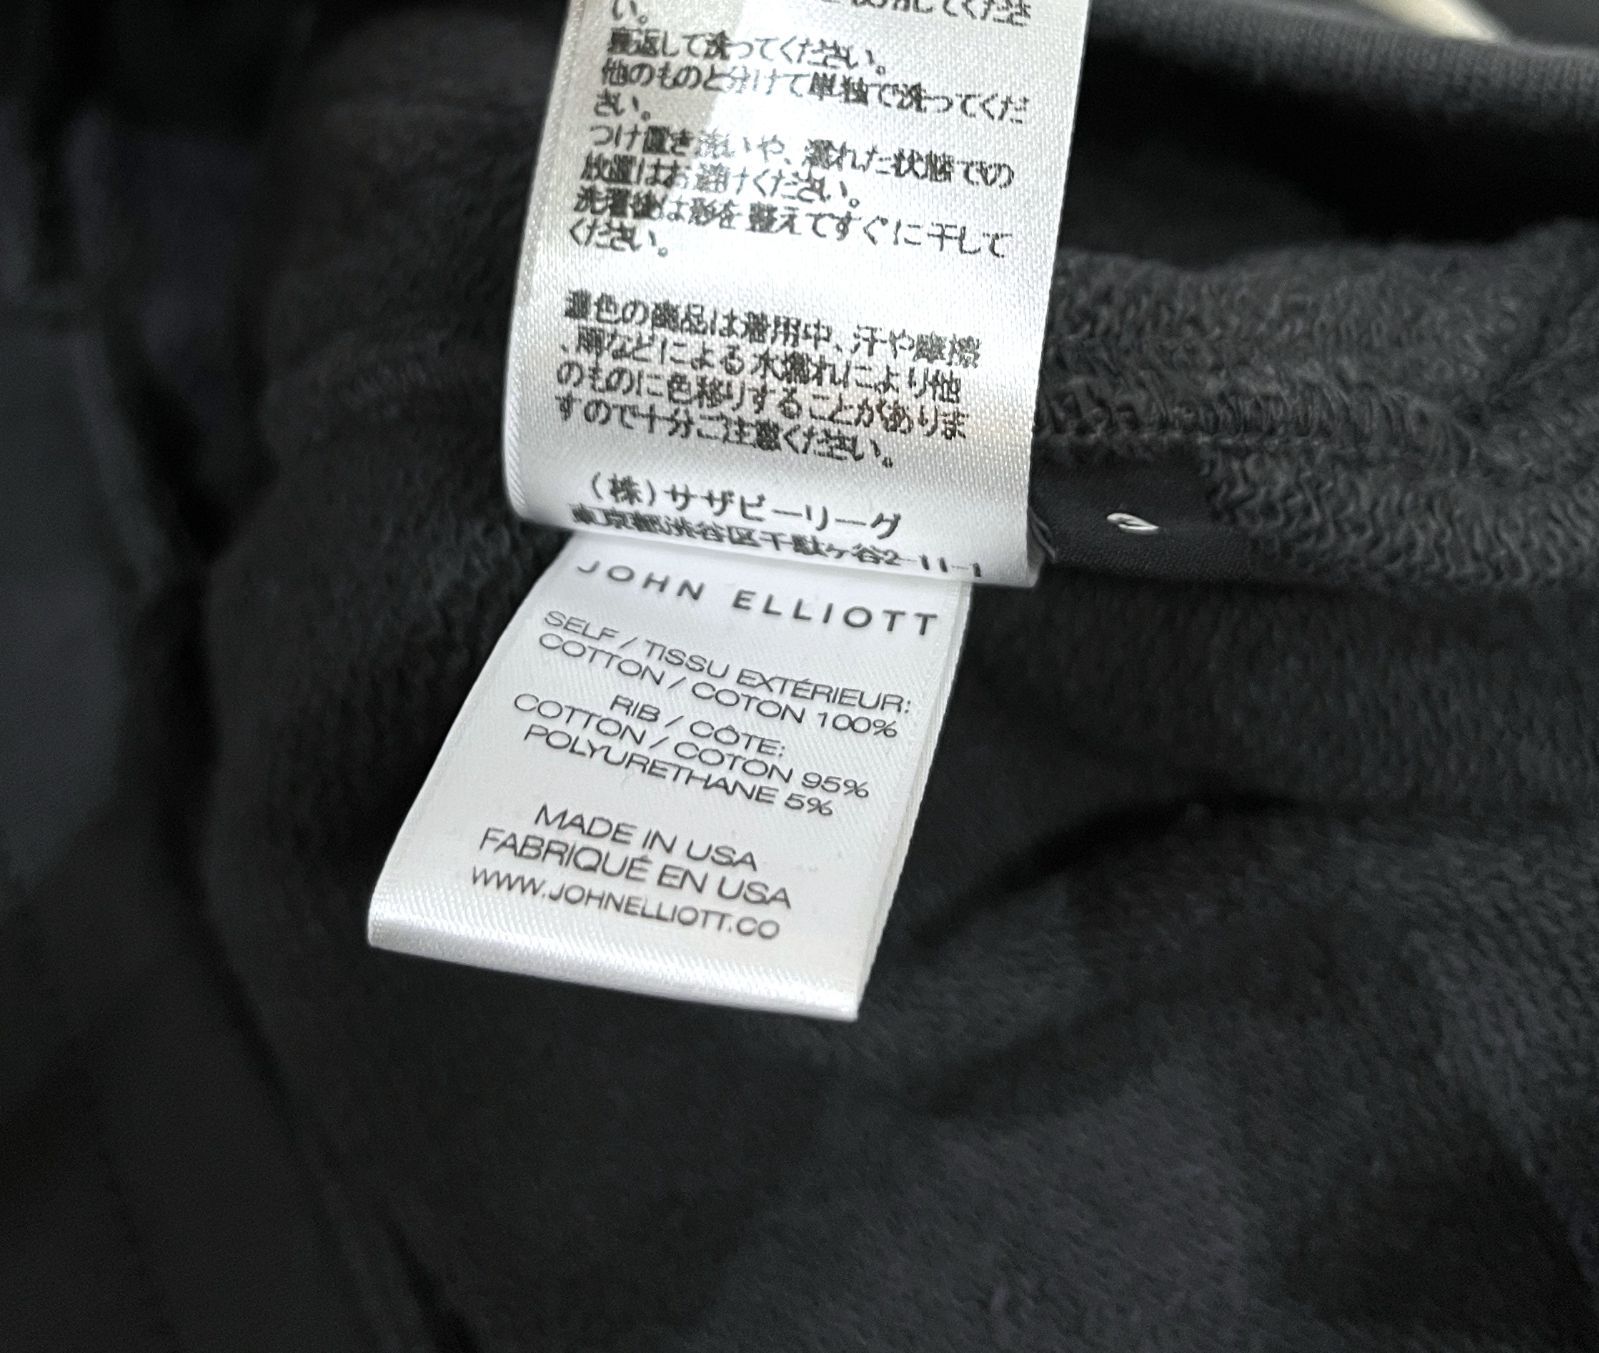 使用してくださ
い。
裏返して洗ってください。
他のものと分けて単独で洗ってくだ
さい。
つけ置き洗いや、濡れた状態での
放置はお避けください。
洗濯後は形を整えてすぐに干して
ください。
濃色の商品は着用中、汗や摩擦
、雨などによる水濡れにより他
のものに色移りすることがありま
すので十分ご注意ください。
(株)サザビーリーグ
東京都渋谷区千駄ヶ谷2-11-1
JOHN ELLIOTT
SELF / TISSU EXTÉRIEUR:
COTTON / COTON 100%
RIB / CÔTE:
COTTON / COTON 95%
POLYURETHANE 5%
MADE IN USA
FABRIQUÉ EN USA
WWW.JOHNELLIOTT.CO